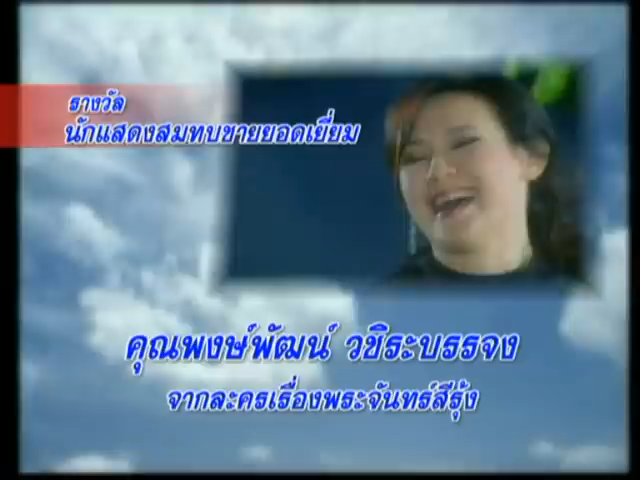 รางวัล
นักแสดงสมทบชายยอดเยี่ยม
คุณพงษ์พัฒน์ วชิระบรรจง
จากละครเรื่องพระจันทร์สีรุ้ง